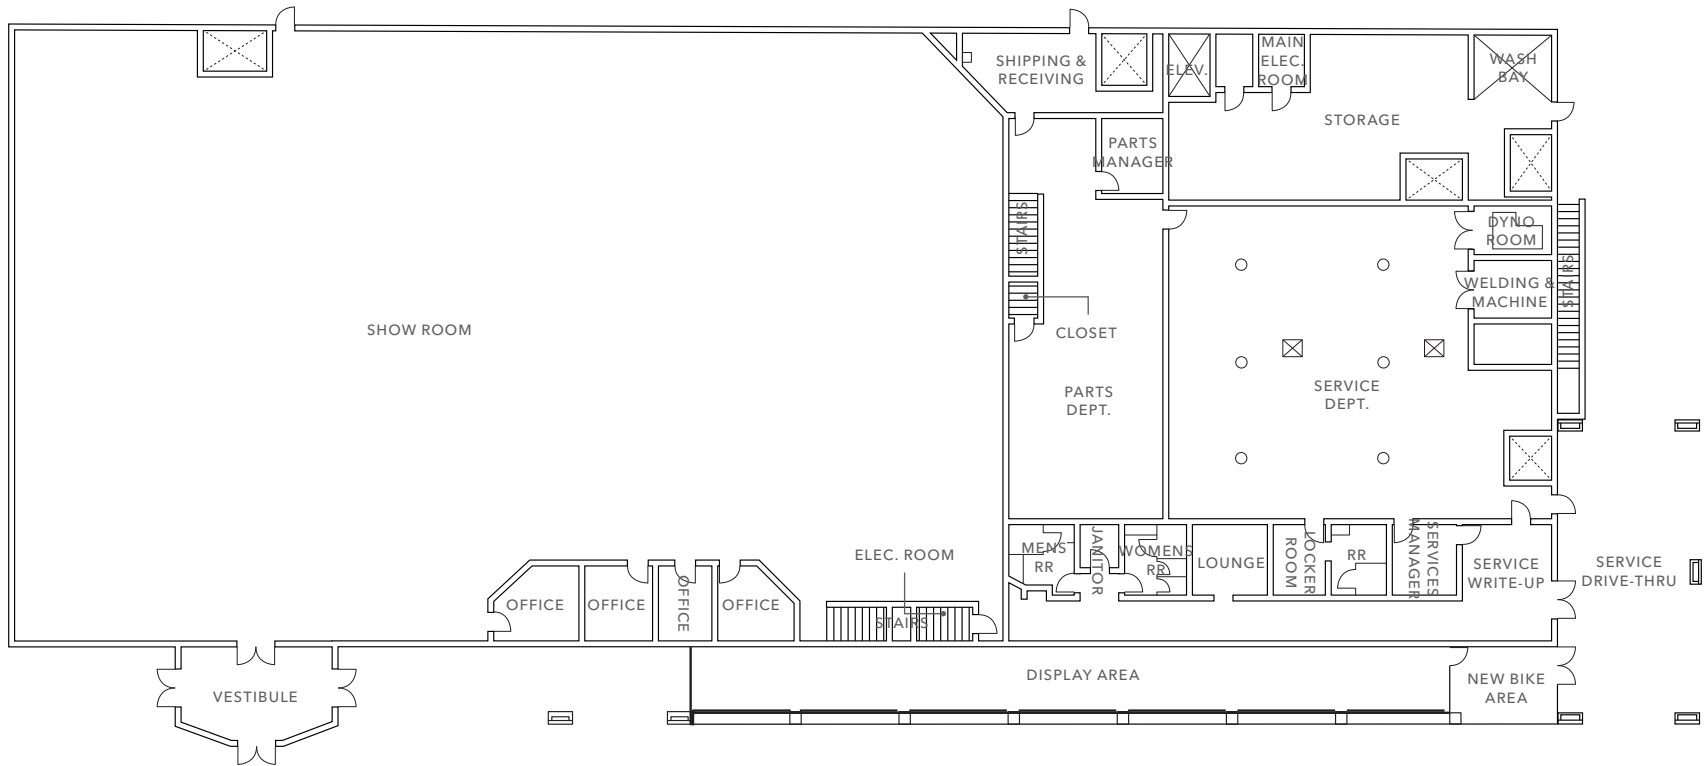 SHIPPING &
RECEIVING
ELEV.
MAIN
ELEC.
ROOM
WASH
BAY
STORAGE
PARTS
MANAGER
STAIRS
DYNO
ROOM
WELDING &
MACHINE
STAIRS
SHOW ROOM
CLOSET
PARTS
DEPT.
SERVICE
DEPT.
ELEC. ROOM
MENS
RR
JANITOR
WOMENS
RR
LOUNGE
LOCKER
ROOM
RR
SERVICES
MANAGER
SERVICE
WRITE-UP
SERVICE
DRIVE-THRU
OFFICE
OFFICE
OFFICE
OFFICE
STAIRS
VESTIBULE
DISPLAY AREA
NEW BIKE
AREA